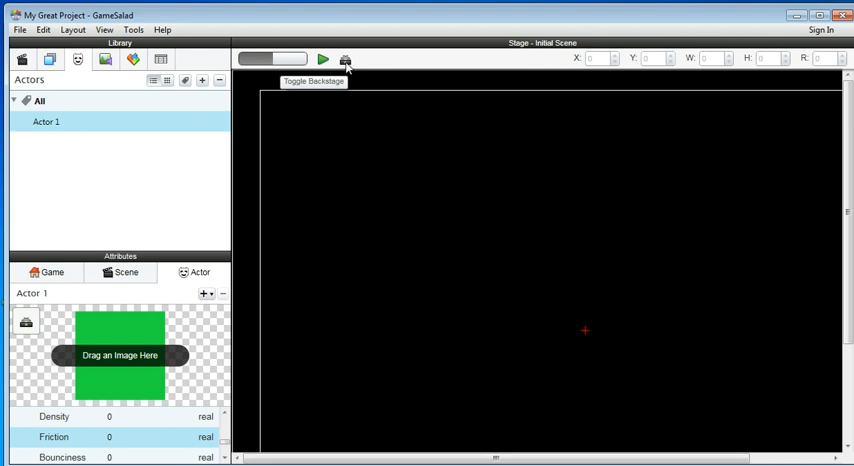 My Great Project - GameSalad
File Edit Layout View Tools Help Sign In
Library Stage - Initial Scene
X: 0 Y: 0 W: 0 H: 0 R: 0
Actors
Toggle Backstage
All
Actor 1
Attributes
Game Scene Actor
Actor 1
Drag an Image Here
Density 0 real
Friction 0 real
Bounciness 0 real